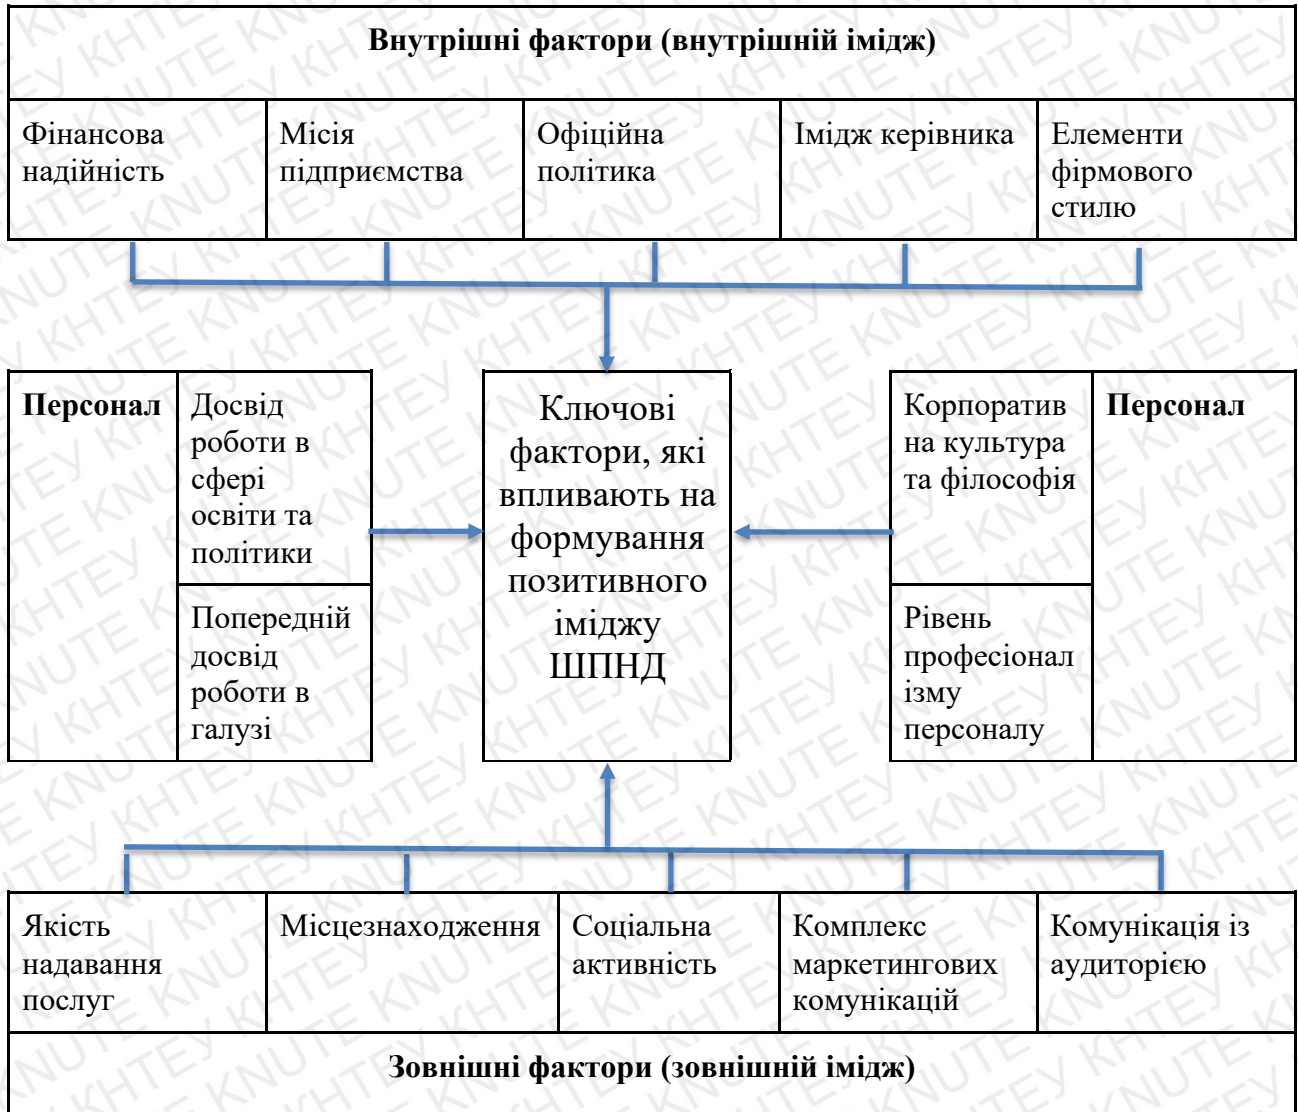 Внутрішні фактори (внутрішній імідж)
Фінансова
надійність
Місія
підприємства
Офіційна
політика
Імідж керівника
Елементи
фірмового
стилю
Персонал
Досвід
роботи в
сфері
освіти та
політики
Попередній
досвід
роботи в
галузі
Ключові
фактори, які
впливають на
формування
позитивного
іміджу
ШПНД
Корпоратив
на культура
та філософія
Рівень
професіонал
ізму
персоналу
Персонал
Якість
надавання
послуг
Місцезнаходження
Соціальна
активність
Комплекс
маркетингових
комунікацій
Комунікація із
аудиторією
Зовнішні фактори (зовнішній імідж)